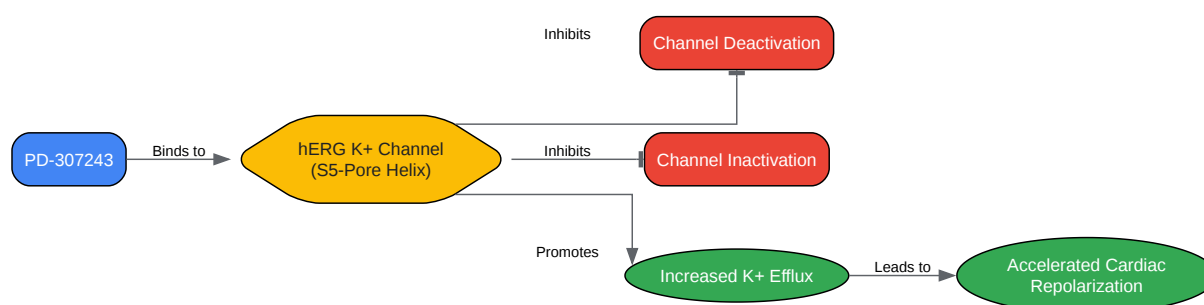 Inhibits
Channel Deactivation
PD-307243
Binds to
hERG K+ Channel
(S5-Pore Helix)
Inhibits
Channel Inactivation
Promotes
Increased K+ Efflux
Leads to
Accelerated Cardiac
Repolarization